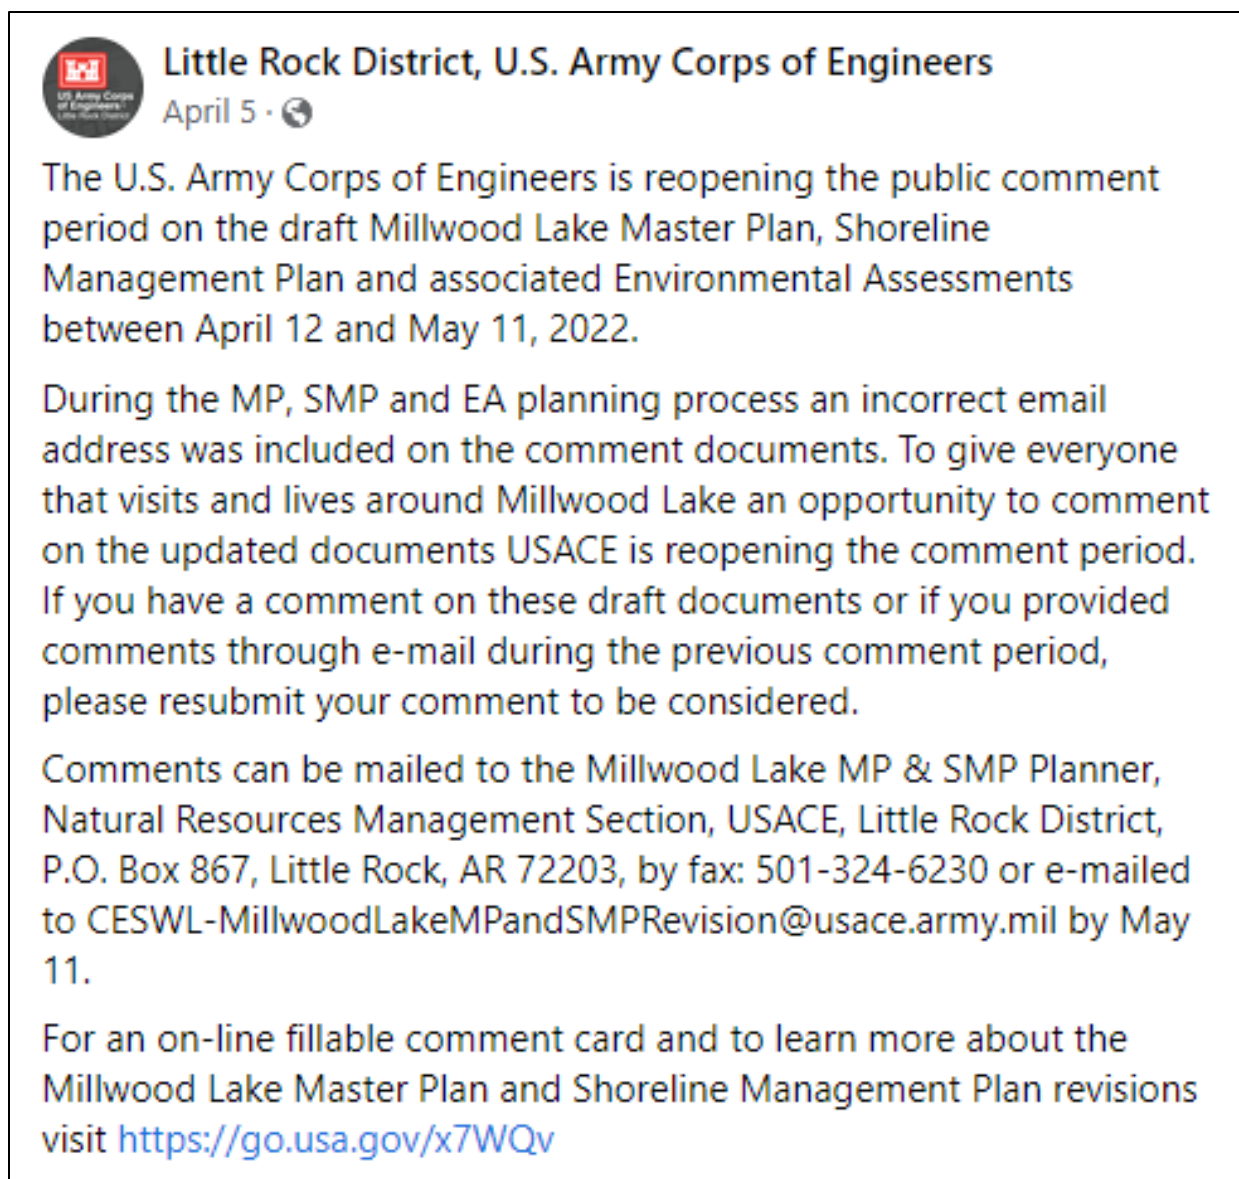 Little Rock District, U.S. Army Corps of Engineers
US Army Corps
of Engineers
Little Rock District
April 5 ·
The U.S. Army Corps of Engineers is reopening the public comment
period on the draft Millwood Lake Master Plan, Shoreline
Management Plan and associated Environmental Assessments
between April 12 and May 11, 2022.
During the MP, SMP and EA planning process an incorrect email
address was included on the comment documents. To give everyone
that visits and lives around Millwood Lake an opportunity to comment
on the updated documents USACE is reopening the comment period.
If you have a comment on these draft documents or if you provided
comments through e-mail during the previous comment period,
please resubmit your comment to be considered.
Comments can be mailed to the Millwood Lake MP & SMP Planner,
Natural Resources Management Section, USACE, Little Rock District,
P.O. Box 867, Little Rock, AR 72203, by fax: 501-324-6230 or e-mailed
to CESWL-MillwoodLakeMPandSMPRevision@usace.army.mil by May
11.
For an on-line fillable comment card and to learn more about the
Millwood Lake Master Plan and Shoreline Management Plan revisions
visit https://go.usa.gov/x7WQv